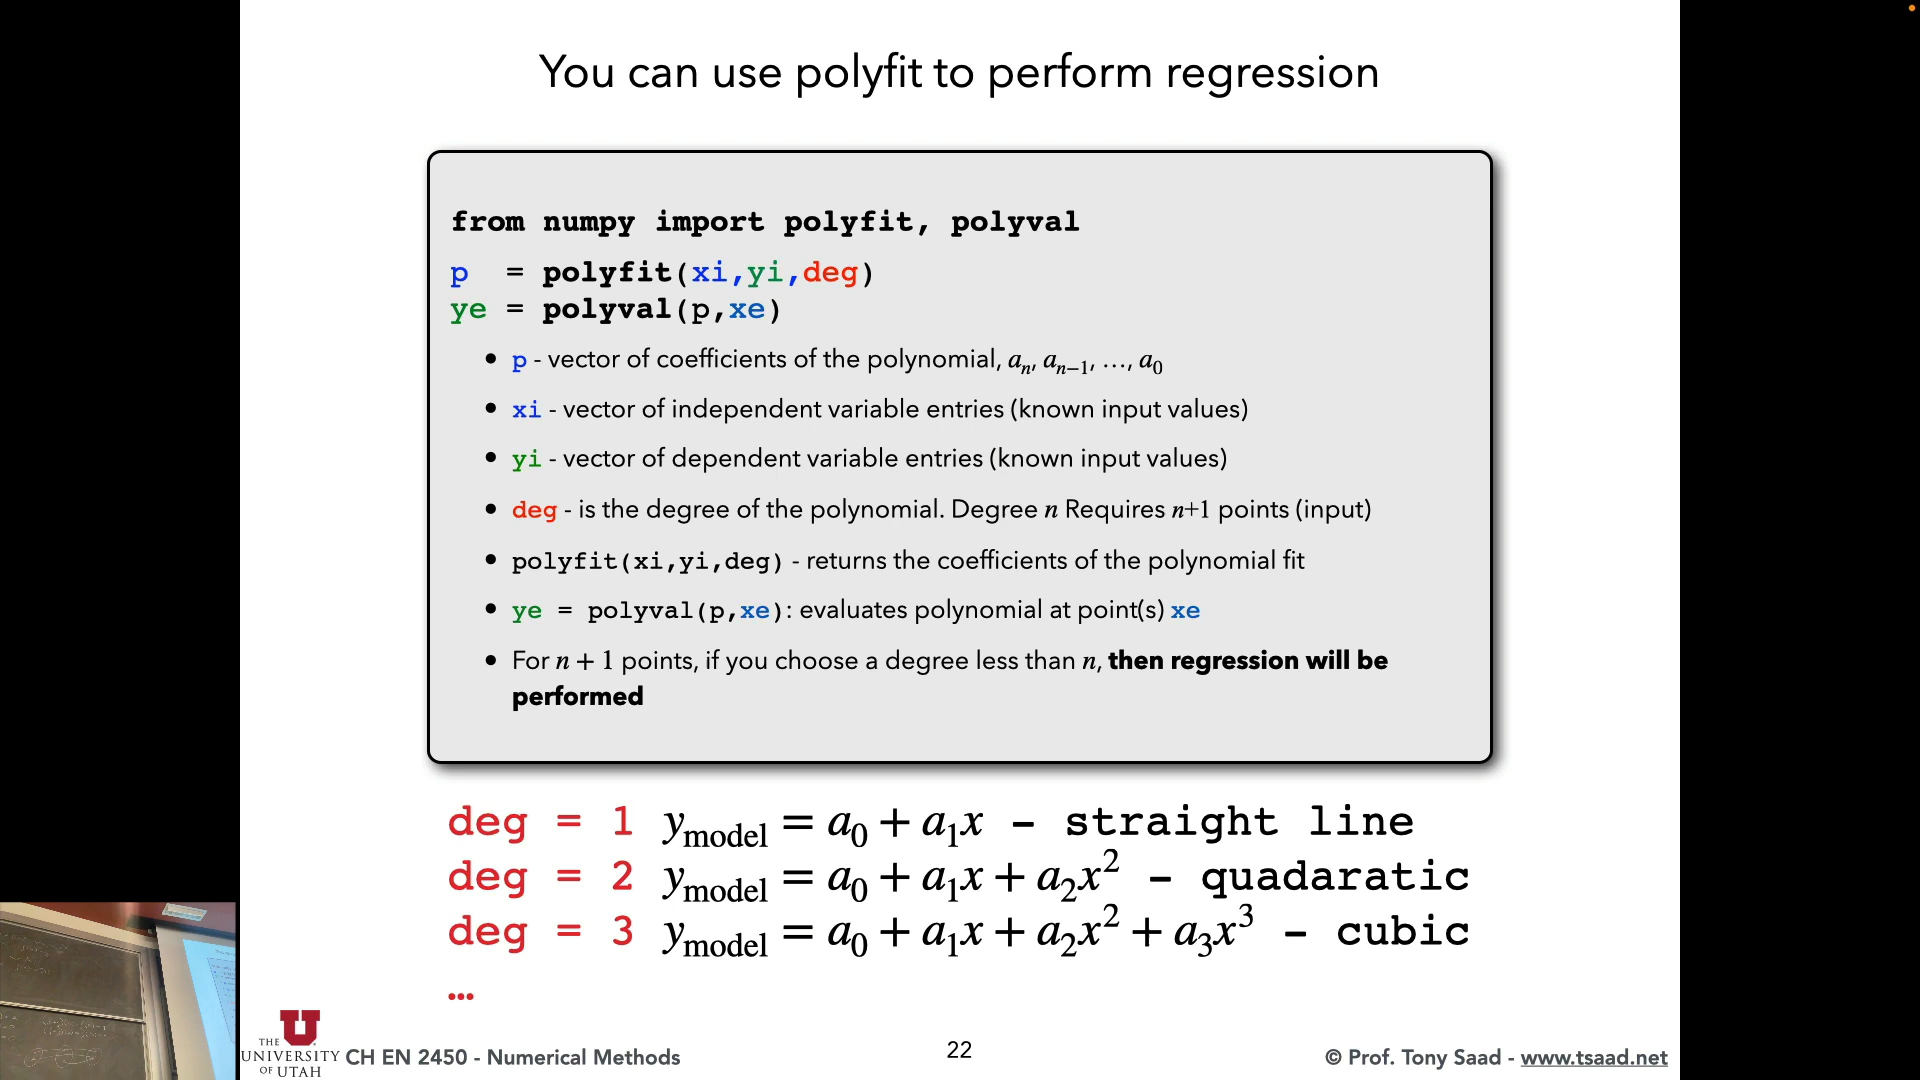 You can use polyfit to perform regression
from numpy import polyfit, polyval
p = polyfit(xi,yi,deg)
ye = polyval(p,xe)
• p - vector of coefficients of the polynomial, aₙ, aₙ₋₁, …, a₀
• xi - vector of independent variable entries (known input values)
• yi - vector of dependent variable entries (known input values)
• deg - is the degree of the polynomial. Degree n Requires n+1 points (input)
• polyfit(xi,yi,deg) - returns the coefficients of the polynomial fit
• ye = polyval(p,xe): evaluates polynomial at point(s) xe
• For n + 1 points, if you choose a degree less than n, then regression will be
performed
deg = 1 y_model = a₀ + a₁x - straight line
deg = 2 y_model = a₀ + a₁x + a₂x² - quadaratic
deg = 3 y_model = a₀ + a₁x + a₂x² + a₃x³ - cubic
…
THE
UNIVERSITY
OF UTAH
CH EN 2450 - Numerical Methods
22
© Prof. Tony Saad - www.tsaad.net